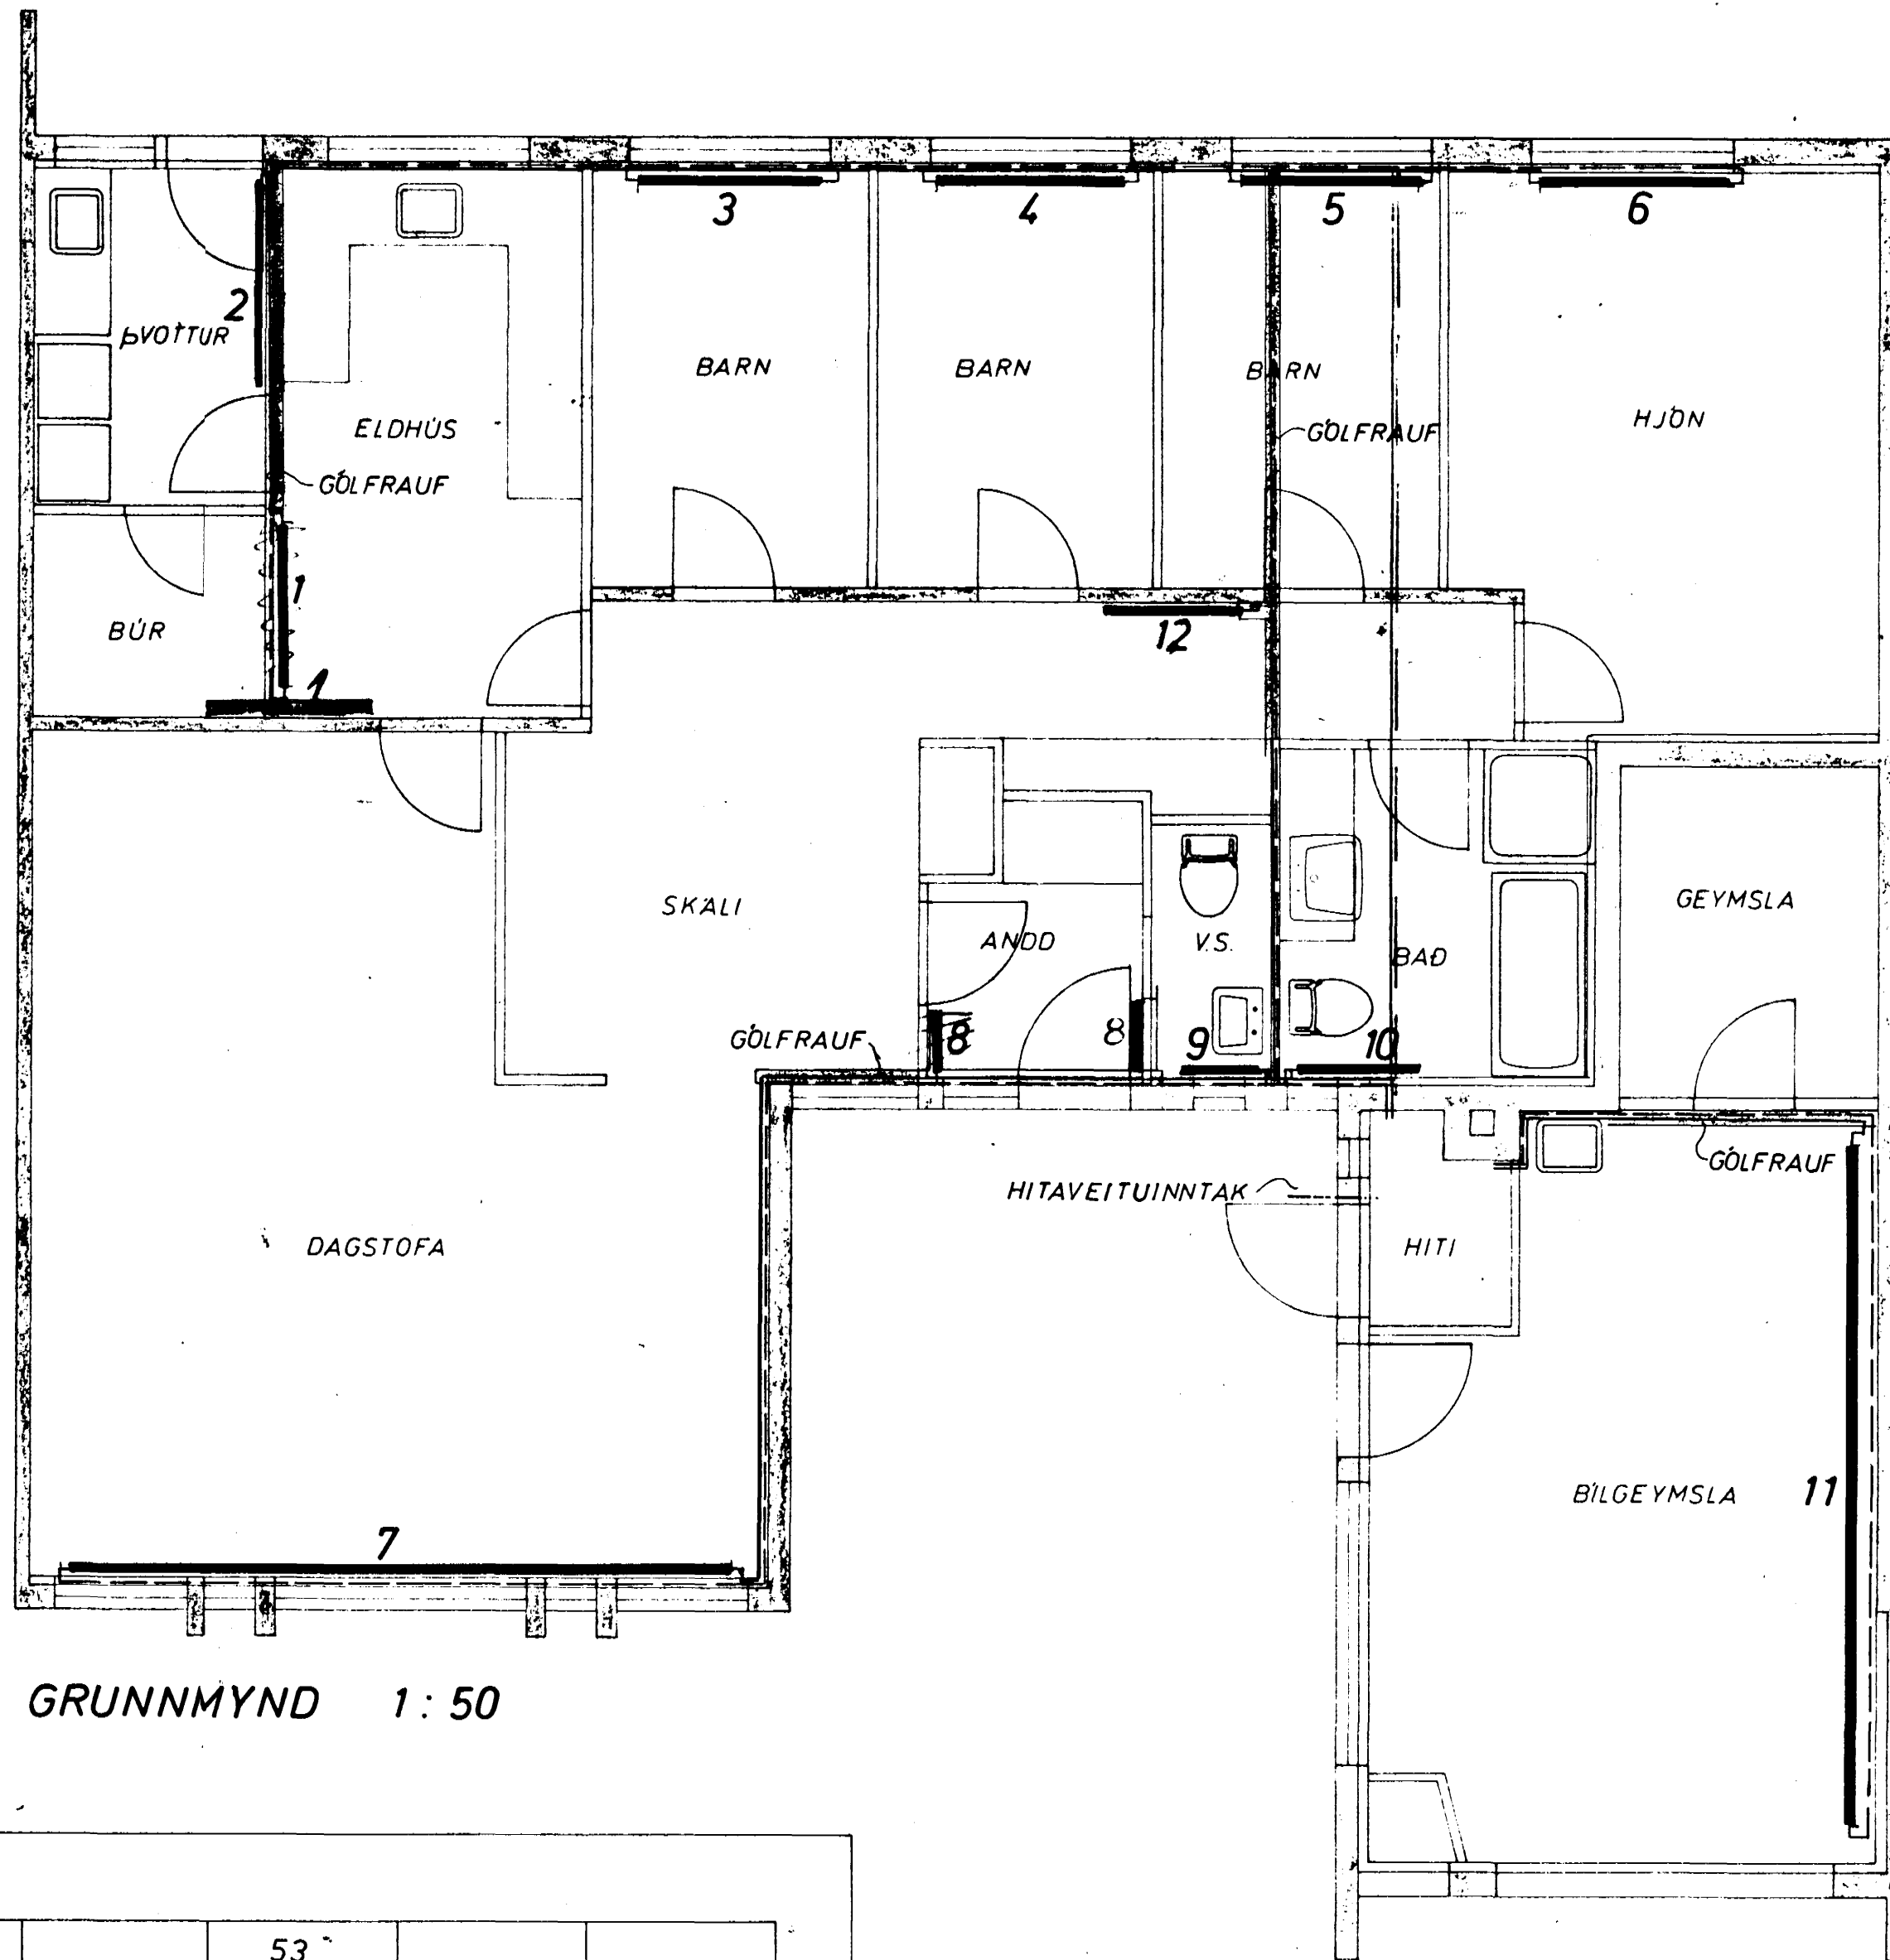 3
4
5
6
2
ÞVOTTUR
BARN
BARN
BARN
HJÓN
ELDHÚS
GÓLFRAUF
GÓLFRAUF
1
BÚR
12
1
SKÁLI
ANDD
V.S.
BAÐ
GEYMSLA
GÓLFRAUF
8
8
9
10
GÓLFRAUF
HITAVEITUINNTAK
DAGSTOFA
HITI
BÍLGEYMSLA
11
7
GRUNNMYND 1:50
53